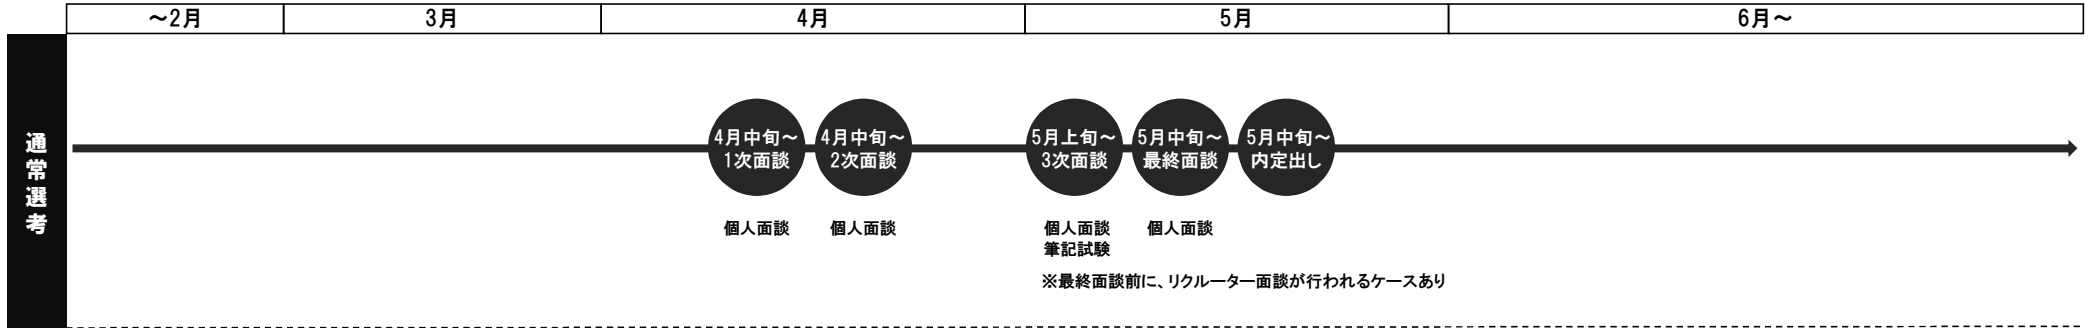 ～2月
3月
4月
5月
6月～
通常選考
4月中旬～
1次面談
4月中旬～
2次面談
5月上旬～
3次面談
5月中旬～
最終面談
5月中旬～
内定出し
個人面談
個人面談
個人面談
筆記試験
個人面談
※最終面談前に、リクルーター面談が行われるケースあり